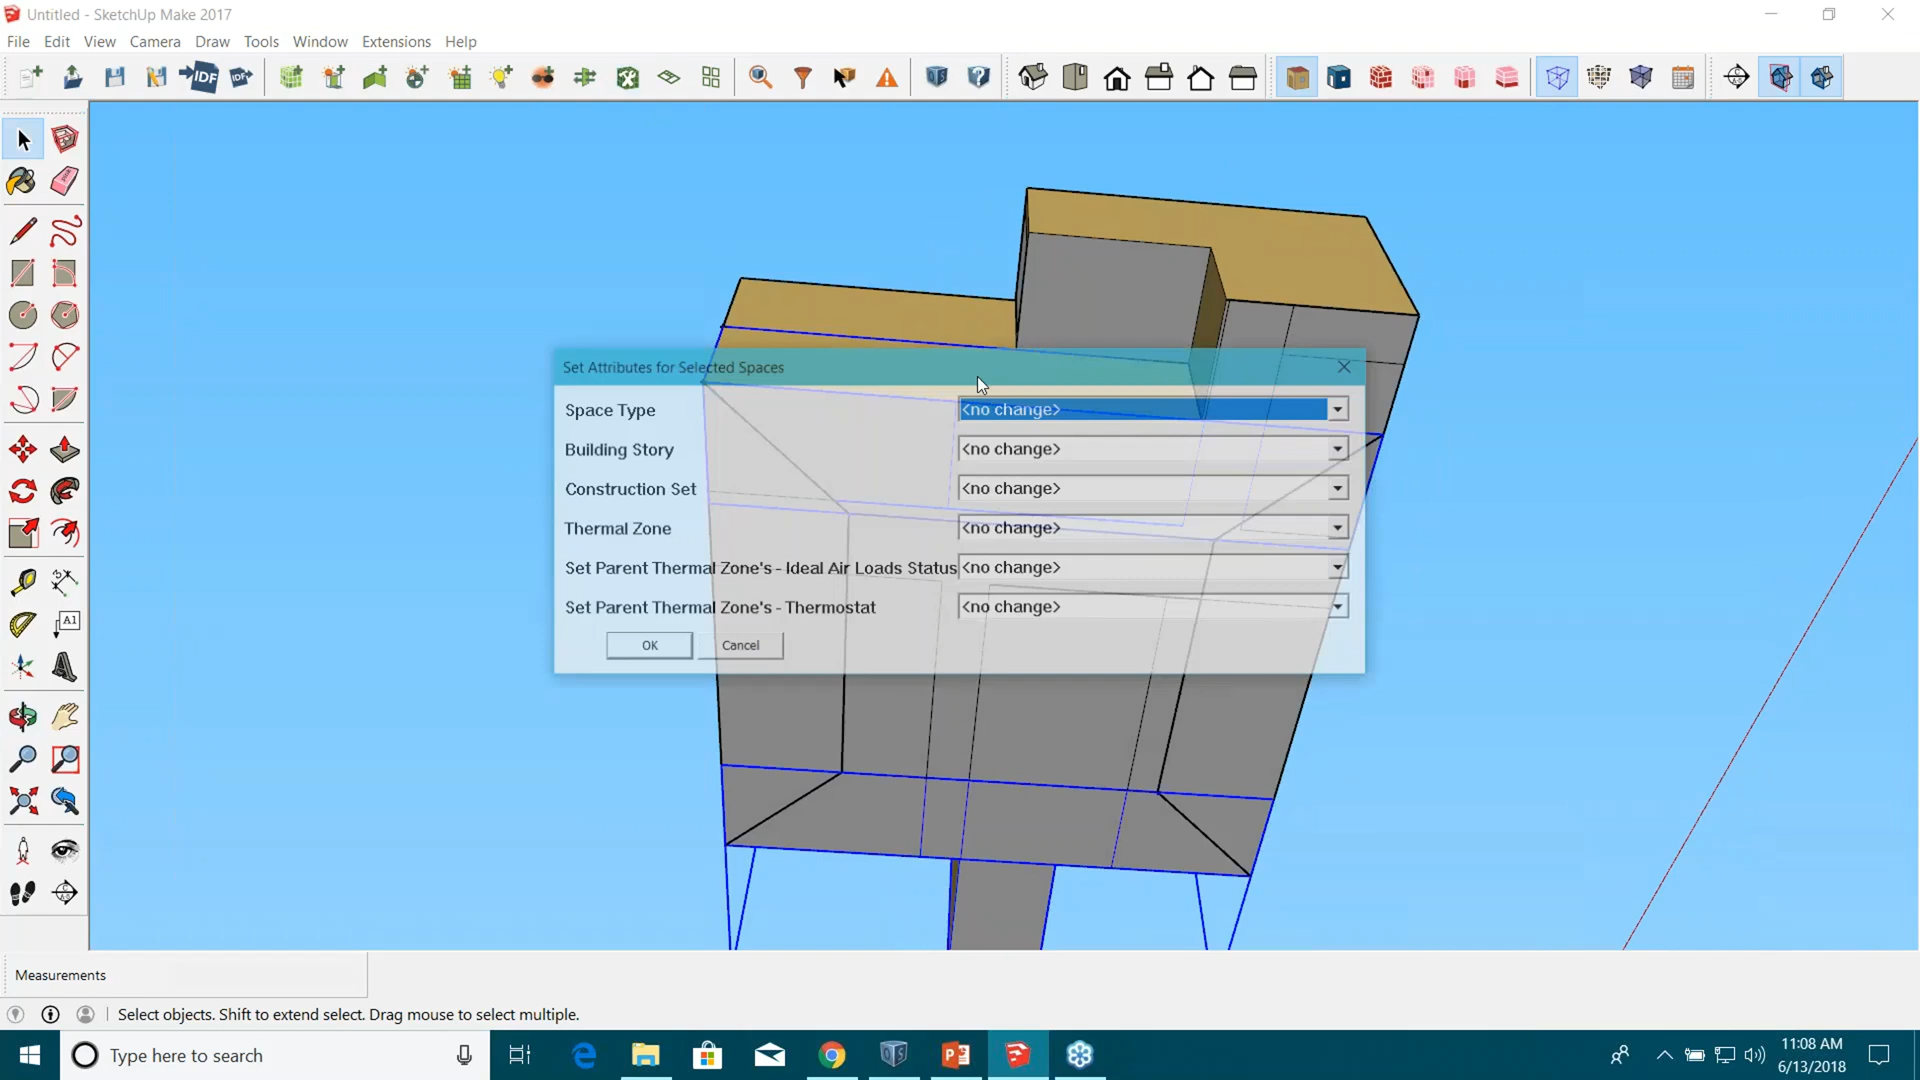 Untitled - SketchUp Make 2017
File Edit View Camera Draw Tools Window Extensions Help
IDF IDF
Set Attributes for Selected Spaces
Space Type <no change>
Building Story <no change>
Construction Set <no change>
Thermal Zone <no change>
Set Parent Thermal Zone's - Ideal Air Loads Status <no change>
Set Parent Thermal Zone's - Thermostat <no change>
OK Cancel
A1
Measurements
Select objects. Shift to extend select. Drag mouse to select multiple.
Type here to search
11:08 AM
6/13/2018